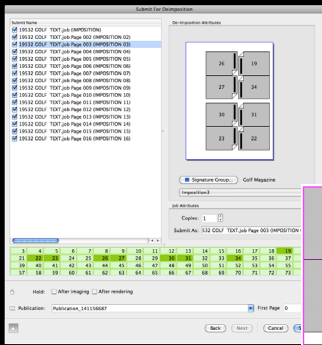 Submit For Deimposition
Submit Name
19532 GOLF TEXT.job (IMPOSITION)
19532 GOLF TEXT.job Page 002 (IMPOSITION 02)
19532 GOLF TEXT.job Page 003 (IMPOSITION 03)
19532 GOLF TEXT.job Page 004 (IMPOSITION 04)
19532 GOLF TEXT.job Page 005 (IMPOSITION 05)
19532 GOLF TEXT.job Page 006 (IMPOSITION 06)
19532 GOLF TEXT.job Page 007 (IMPOSITION 07)
19532 GOLF TEXT.job Page 008 (IMPOSITION 08)
19532 GOLF TEXT.job Page 009 (IMPOSITION 09)
19532 GOLF TEXT.job Page 010 (IMPOSITION 10)
19532 GOLF TEXT.job Page 011 (IMPOSITION 11)
19532 GOLF TEXT.job Page 012 (IMPOSITION 12)
19532 GOLF TEXT.job Page 013 (IMPOSITION 13)
19532 GOLF TEXT.job Page 014 (IMPOSITION 14)
19532 GOLF TEXT.job Page 015 (IMPOSITION 15)
19532 GOLF TEXT.job Page 016 (IMPOSITION 16)
De-Imposition Attributes
26 19
27 34
30 31
23 22
Signature Group... Golf Magazine
Imposition3
Job Attributes
Copies: 1
Submit As: 532 GOLF TEXT.job Page 003 (IMPOSITION
3 4 5 6 7 8 9 10 11 12 13 14 15 16 17 18 19
21 22 23 24 25 26 27 28 29 30 31 32 33 34 35 36 37
39 40 41 42 43 44 45 46 47 48 49 50 51 52 53 54 55
57 58 59 60 61 62 63 64 65 66 67 68 69 70 71 72 73
Hold: After imaging After rendering
Publication: Publication_141156687 First Page 0
Back Next Cancel S